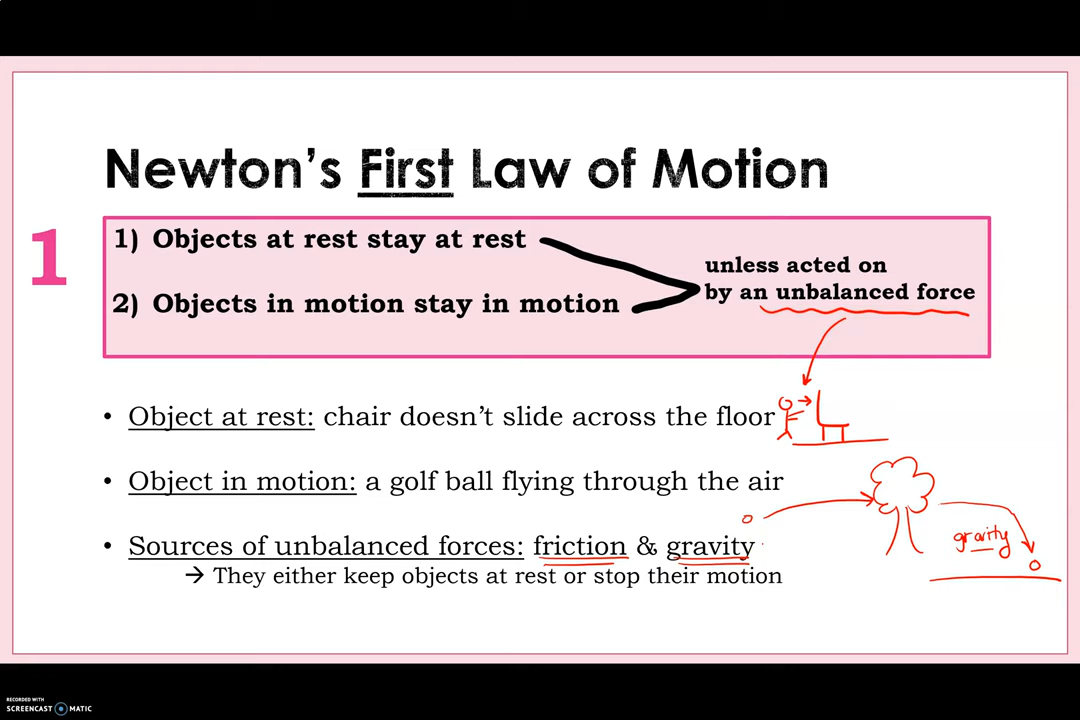 Newton's First Law of Motion
1
1) Objects at rest stay at rest
2) Objects in motion stay in motion
unless acted on
by an unbalanced force
• Object at rest: chair doesn't slide across the floor
• Object in motion: a golf ball flying through the air
• Sources of unbalanced forces: friction & gravity
→ They either keep objects at rest or stop their motion
gravity
RECORDED WITH
SCREENCAST MATIC